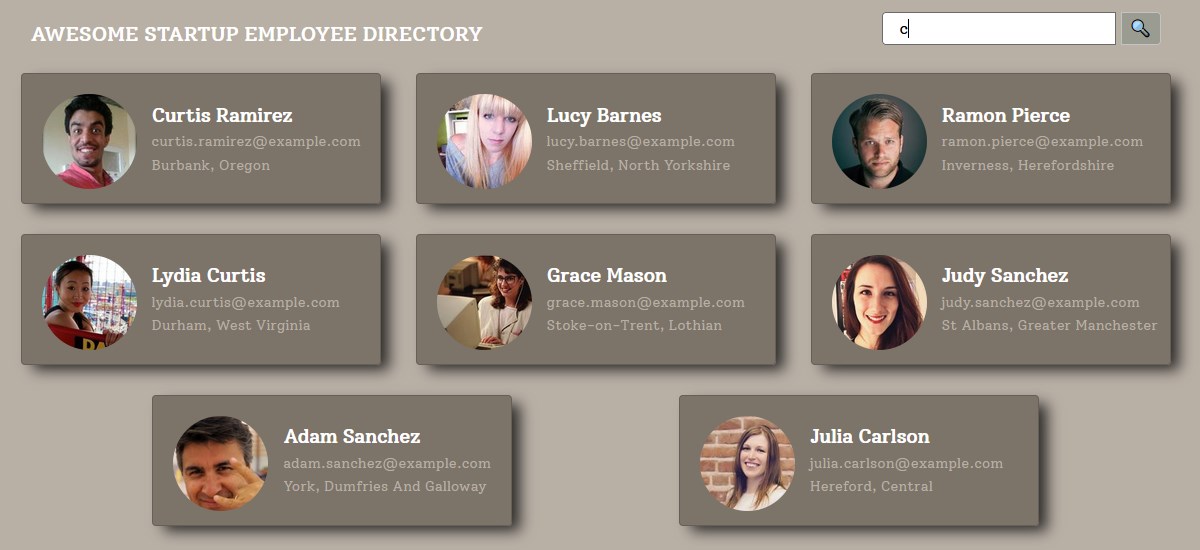 AWESOME STARTUP EMPLOYEE DIRECTORY
c
Curtis Ramirez
curtis.ramirez@example.com
Burbank, Oregon
Lucy Barnes
lucy.barnes@example.com
Sheffield, North Yorkshire
Ramon Pierce
ramon.pierce@example.com
Inverness, Herefordshire
Lydia Curtis
lydia.curtis@example.com
Durham, West Virginia
Grace Mason
grace.mason@example.com
Stoke-on-Trent, Lothian
Judy Sanchez
judy.sanchez@example.com
St Albans, Greater Manchester
Adam Sanchez
adam.sanchez@example.com
York, Dumfries And Galloway
Julia Carlson
julia.carlson@example.com
Hereford, Central